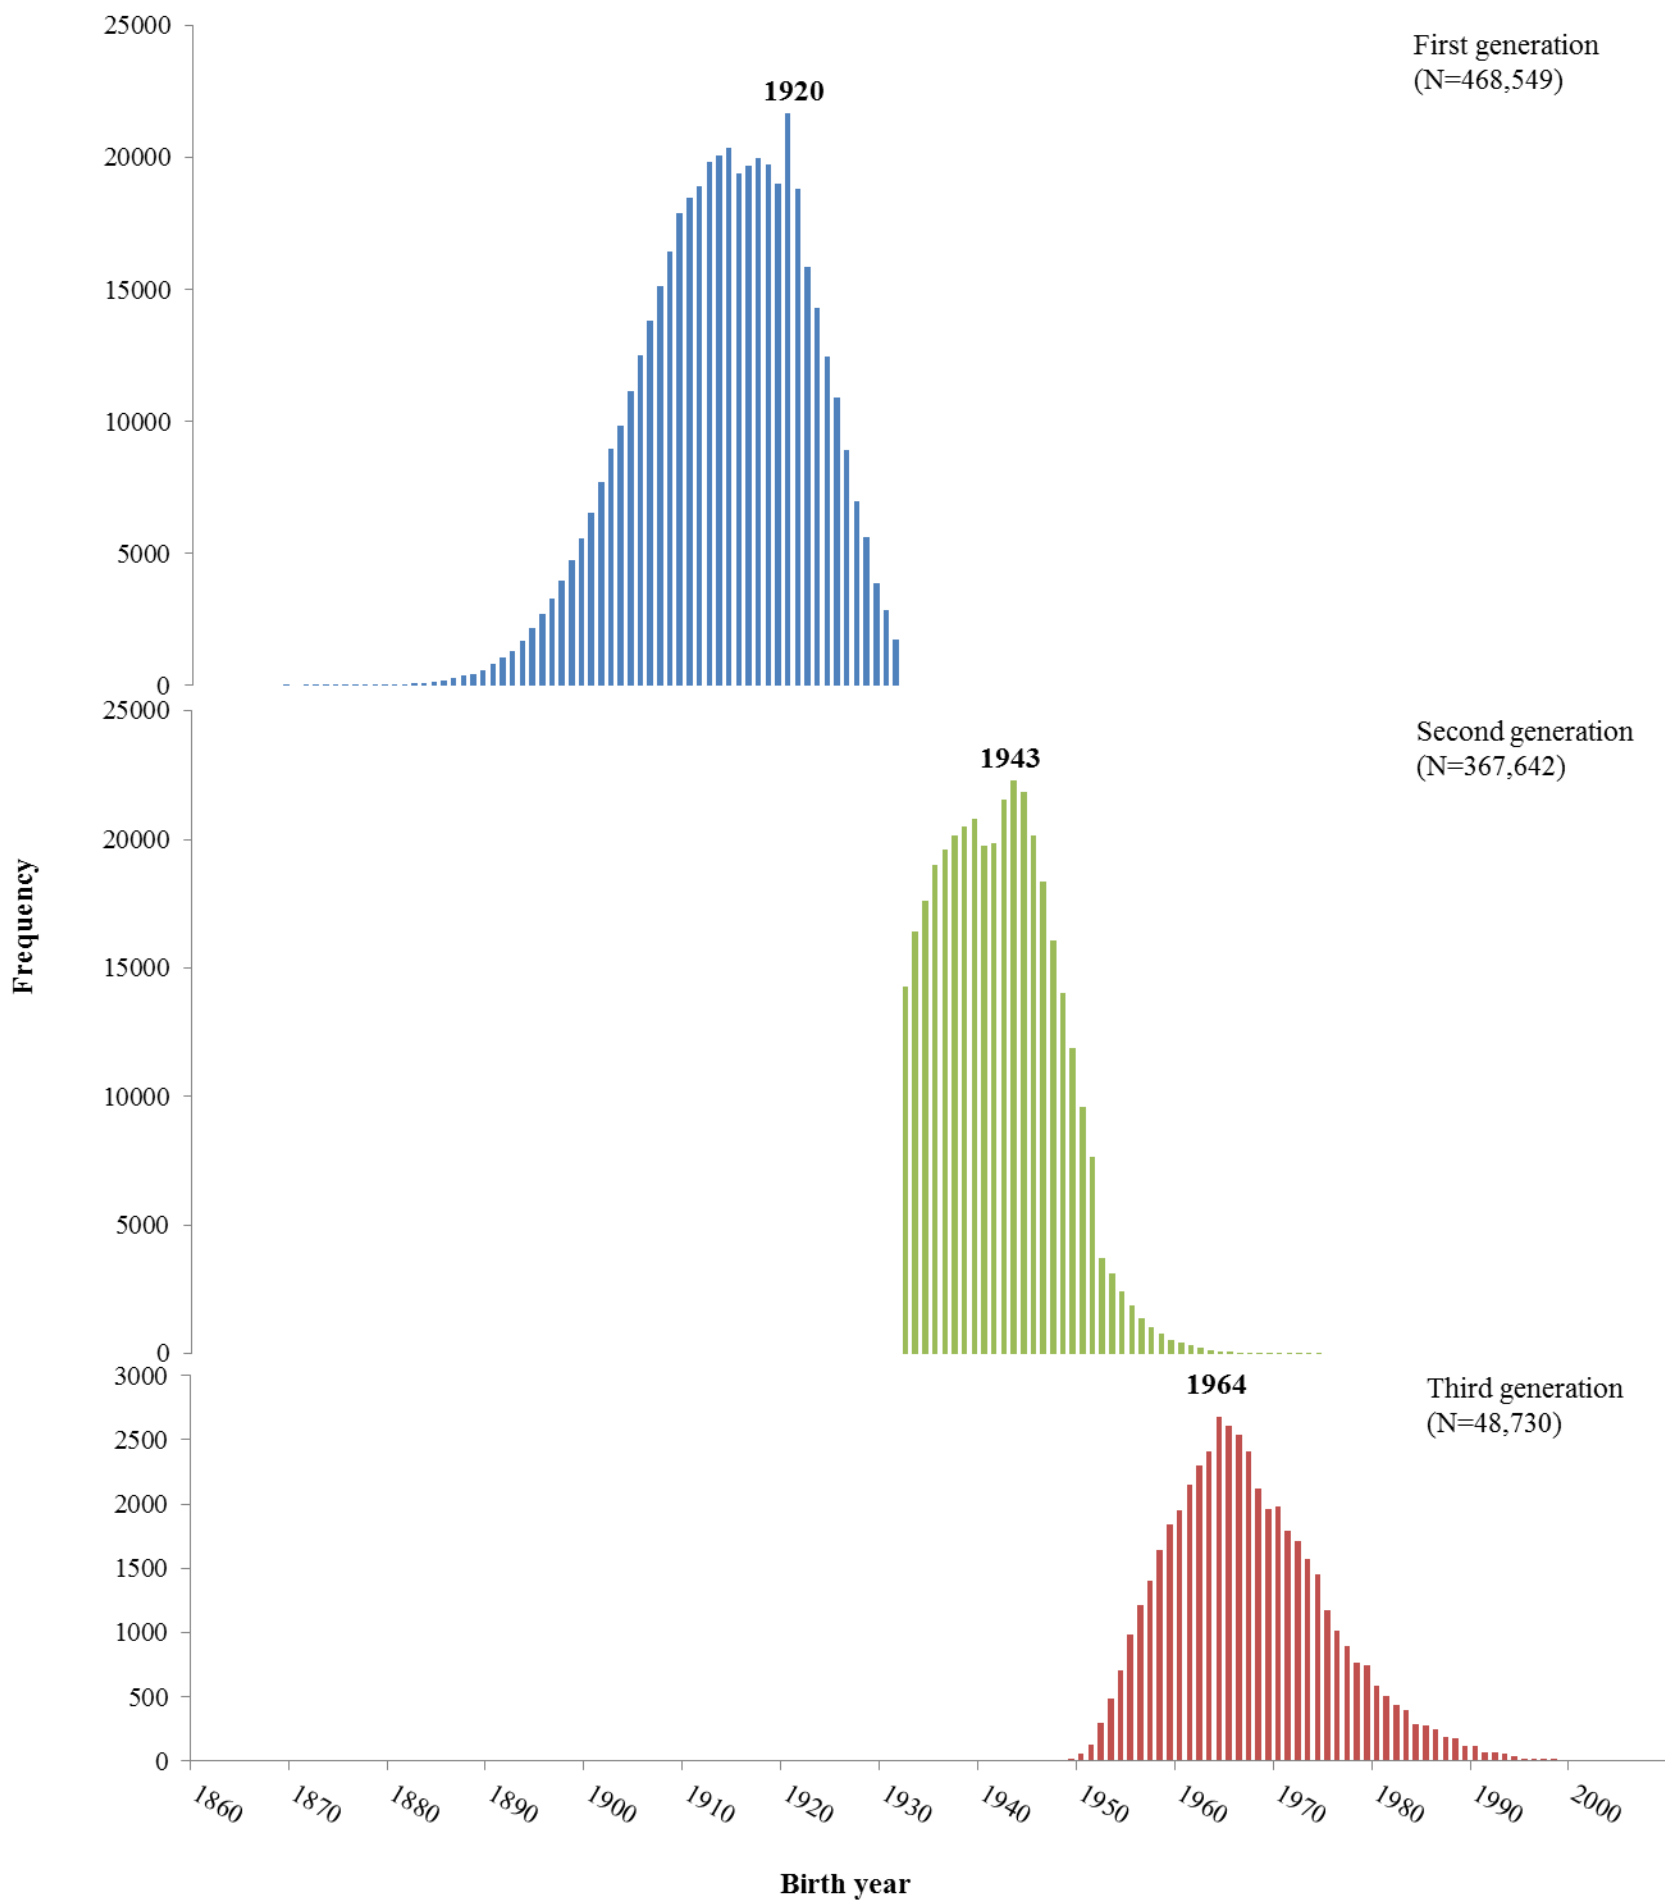 25000
20000
15000
10000
5000
0
1920
First generation
(N=468,549)
25000
20000
15000
10000
5000
0
1943
Second generation
(N=367,642)
Frequency
3000
2500
2000
1500
1000
500
0
1964
Third generation
(N=48,730)
1860 1870 1880 1890 1900 1910 1920 1930 1940 1950 1960 1970 1980 1990 2000
Birth year